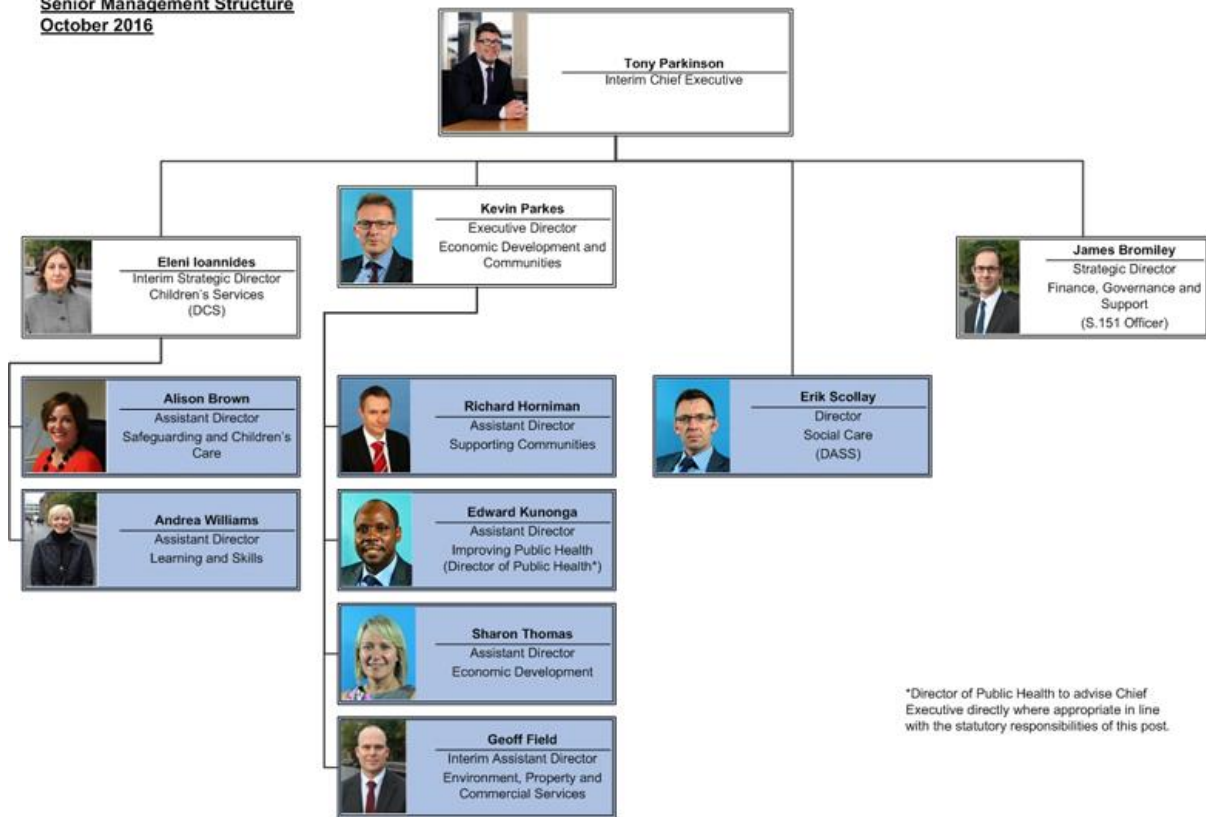 Senior Management Structure
October 2016
Tony Parkinson
Interim Chief Executive
Kevin Parkes
Executive Director
Economic Development and
Communities
Eleni Ioannides
Interim Strategic Director
Children's Services
(DCS)
James Bromiley
Strategic Director
Finance, Governance and
Support
(S.151 Officer)
Alison Brown
Assistant Director
Safeguarding and Children's
Care
Richard Horniman
Assistant Director
Supporting Communities
Erik Scollay
Director
Social Care
(DASS)
Andrea Williams
Assistant Director
Learning and Skills
Edward Kunonga
Assistant Director
Improving Public Health
(Director of Public Health*)
Sharon Thomas
Assistant Director
Economic Development
*Director of Public Health to advise Chief
Executive directly where appropriate in line
with the statutory responsibilities of this post.
Geoff Field
Interim Assistant Director
Environment, Property and
Commercial Services